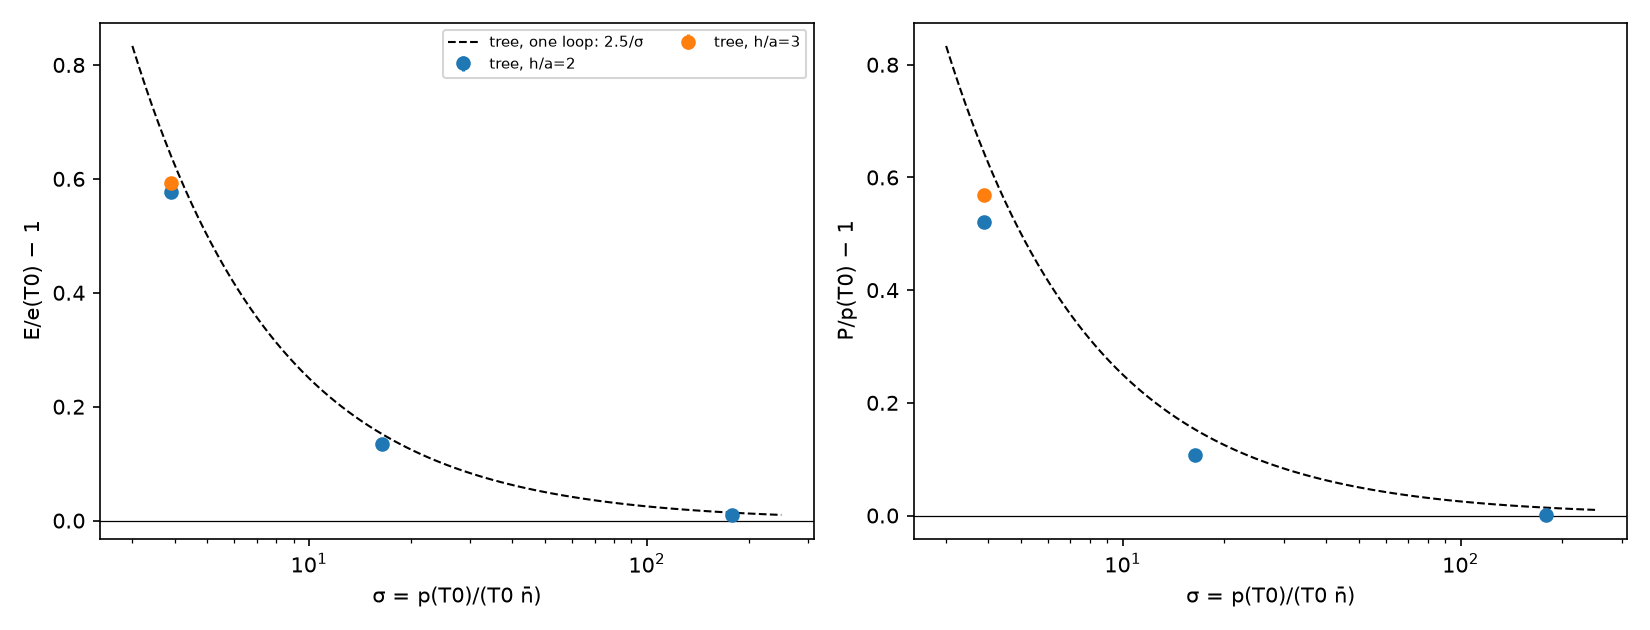 tree, one loop: 2.5/σ
tree, h/a=2
tree, h/a=3
E/e(T0) − 1
0.8
0.6
0.4
0.2
0.0
10¹
10²
σ = p(T0)/(T0 n̄)
P/p(T0) − 1
0.8
0.6
0.4
0.2
0.0
10¹
10²
σ = p(T0)/(T0 n̄)